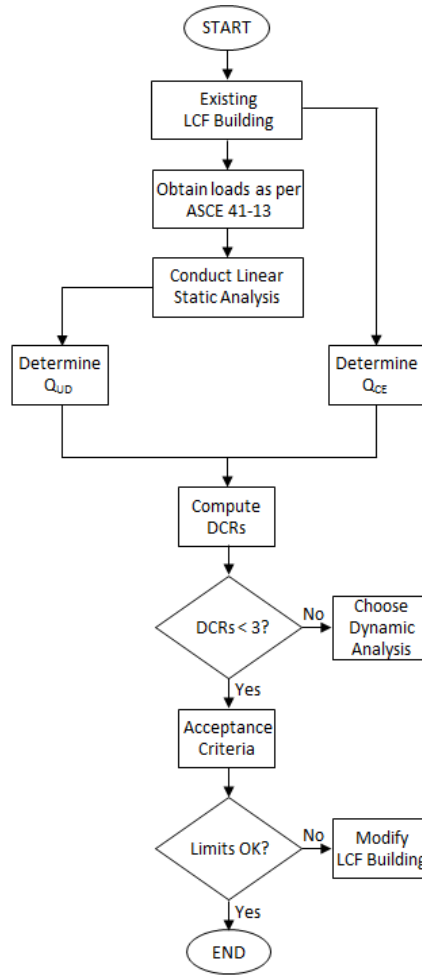 START
Existing
LCF Building
Obtain loads as per
ASCE 41-13
Conduct Linear
Static Analysis
Determine
QUD
Determine
QCE
Compute
DCRs
DCRs < 3?
No
Choose
Dynamic
Analysis
Yes
Acceptance
Criteria
Limits OK?
No
Modify
LCF Building
Yes
END